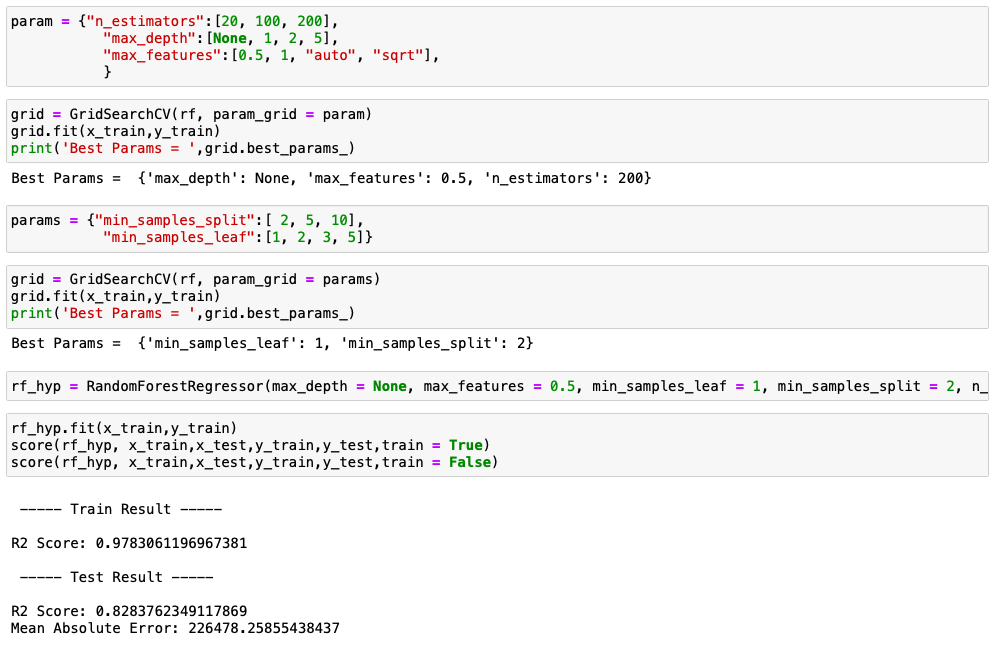 param = {"n_estimators":[20, 100, 200],
"max_depth":[None, 1, 2, 5],
"max_features":[0.5, 1, "auto", "sqrt"],
}
grid = GridSearchCV(rf, param_grid = param)
grid.fit(x_train,y_train)
print('Best Params = ',grid.best_params_)
Best Params =  {'max_depth': None, 'max_features': 0.5, 'n_estimators': 200}
params = {"min_samples_split":[ 2, 5, 10],
"min_samples_leaf":[1, 2, 3, 5]}
grid = GridSearchCV(rf, param_grid = params)
grid.fit(x_train,y_train)
print('Best Params = ',grid.best_params_)
Best Params =  {'min_samples_leaf': 1, 'min_samples_split': 2}
rf_hyp = RandomForestRegressor(max_depth = None, max_features = 0.5, min_samples_leaf = 1, min_samples_split = 2, n_
rf_hyp.fit(x_train,y_train)
score(rf_hyp, x_train,x_test,y_train,y_test,train = True)
score(rf_hyp, x_train,x_test,y_train,y_test,train = False)
----- Train Result -----
R2 Score: 0.9783061196967381
----- Test Result -----
R2 Score: 0.8283762349117869
Mean Absolute Error: 226478.25855438437